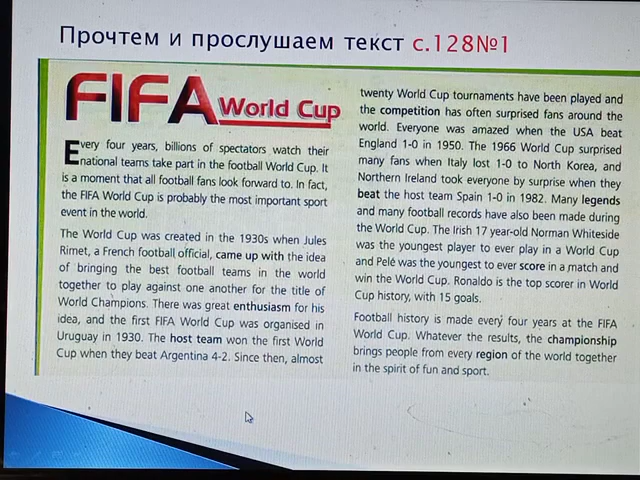 Прочтем и прослушаем текст с.128№1
FIFA World Cup
Every four years, billions of spectators watch their
national teams take part in the football World Cup. It
is a moment that all football fans look forward to. In fact,
the FIFA World Cup is probably the most important sport
event in the world.
The World Cup was created in the 1930s when Jules
Rimet, a French football official, came up with the idea
of bringing the best football teams in the world
together to play against one another for the title of
World Champions. There was great enthusiasm for his
idea, and the first FIFA World Cup was organised in
Uruguay in 1930. The host team won the first World
Cup when they beat Argentina 4-2. Since then, almost
twenty World Cup tournaments have been played and
the competition has often surprised fans around the
world. Everyone was amazed when the USA beat
England 1-0 in 1950. The 1966 World Cup surprised
many fans when Italy lost 1-0 to North Korea, and
Northern Ireland took everyone by surprise when they
beat the host team Spain 1-0 in 1982. Many legends
and many football records have also been made during
the World Cup. The Irish 17 year-old Norman Whiteside
was the youngest player to ever play in a World Cup
and Pelé was the youngest to ever score in a match and
win the World Cup. Ronaldo is the top scorer in World
Cup history, with 15 goals.
Football history is made every four years at the FIFA
World Cup. Whatever the results, the championship
brings people from every region of the world together
in the spirit of fun and sport.